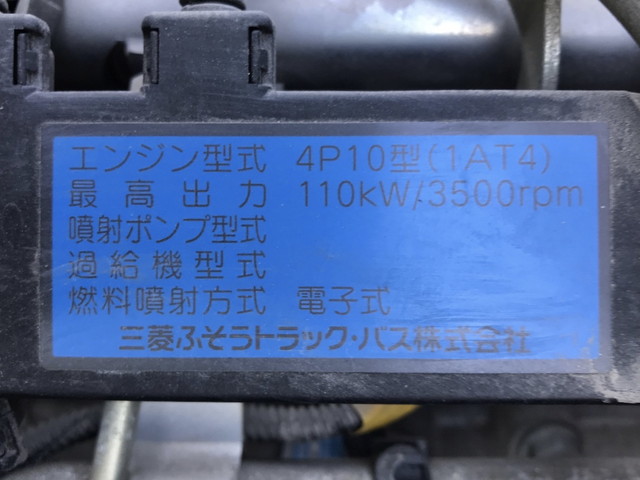 エンジン型式 4P10型(1AT4)
最高出力 110kW/3500rpm
噴射ポンプ型式
過給機型式
燃料噴射方式 電子式
三菱ふそうトラック・バス株式会社